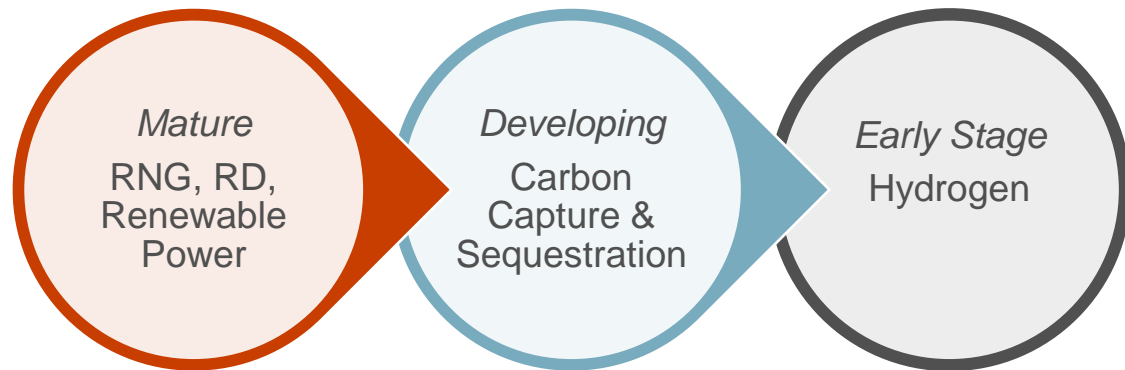 Mature
RNG, RD,
Renewable
Power
Developing
Carbon
Capture &
Sequestration
Early Stage
Hydrogen